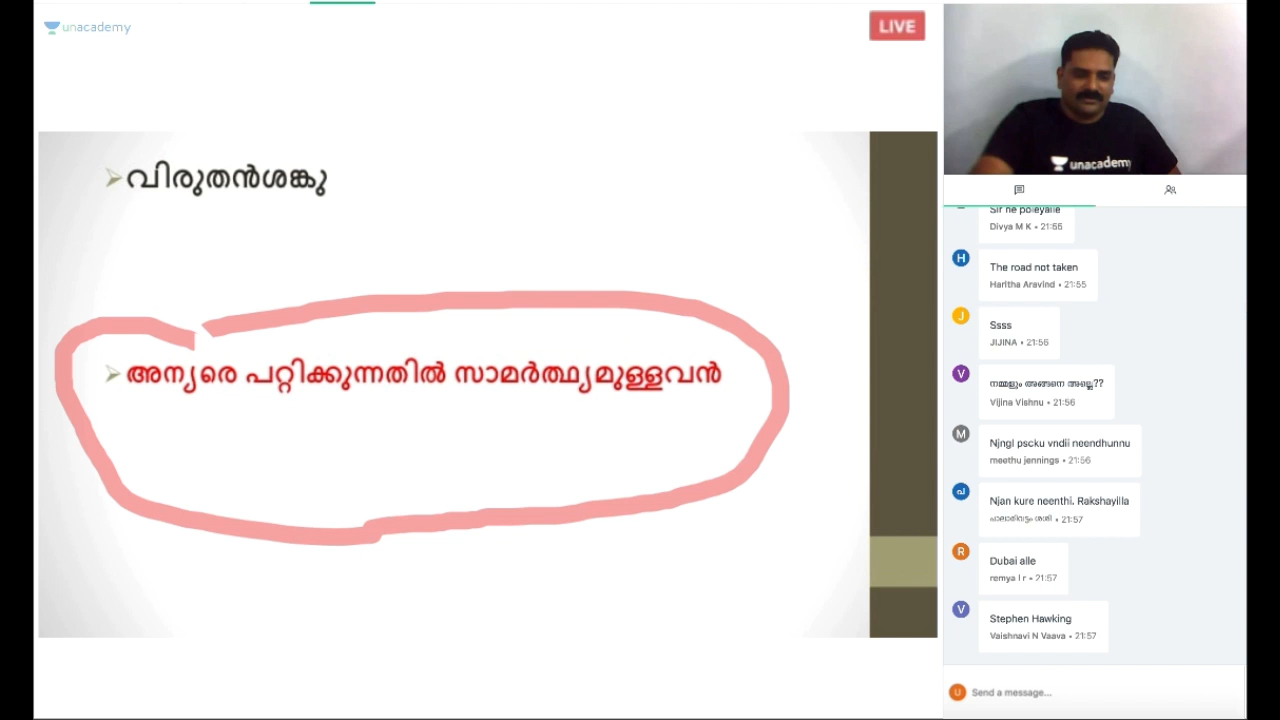 unacademy
LIVE
വിരുതൻശങ്കു
അന്യരെ പറ്റിക്കുന്നതിൽ സാമർത്ഥ്യമുള്ളവൻ
unacademy
Sir ne poleyalle
Divya M K • 21:55
H
The road not taken
Haritha Aravind • 21:55
J
Ssss
JIJINA • 21:56
V
നമ്മളും അങ്ങനെ അല്ലെ??
Vijina Vishnu • 21:56
M
Njngl pscku vndii neendhunnu
meethu jennings • 21:56
പ
Njan kure neenthi. Rakshayilla
പാലാരിവട്ടം ശശി • 21:57
R
Dubai alle
remya l r • 21:57
V
Stephen Hawking
Vaishnavi N Vaava • 21:57
U
Send a message...